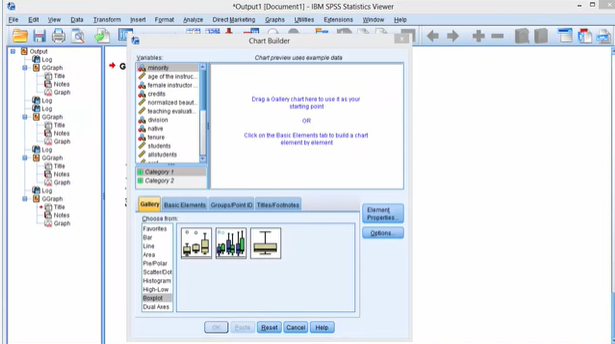 *Output1 [Document1] - IBM SPSS Statistics Viewer
File Edit View Data Transform Insert Format Analyze Direct Marketing Graphs Utilities Extensions Window Help
Output
Log
GGraph
Title
Notes
Graph
Log
Log
GGraph
Title
Notes
Graph
Log
GGraph
Title
Notes
Graph
Log
GGraph
Title
Notes
Graph
G
Chart Builder
Variables:
minority
age of the instruc...
female instructor ...
credits
normalized beaut...
teaching evaluati...
division
native
tenure
students
allstudents
Category 1
Category 2
Chart preview uses example data
Drag a Gallery chart here to use it as your
starting point
OR
Click on the Basic Elements tab to build a chart
element by element
Gallery Basic Elements Groups/Point ID Titles/Footnotes
Choose from:
Favorites
Bar
Line
Area
Pie/Polar
Scatter/Dot
Histogram
High-Low
Boxplot
Dual Axes
Element
Properties...
Options...
OK Paste Reset Cancel Help